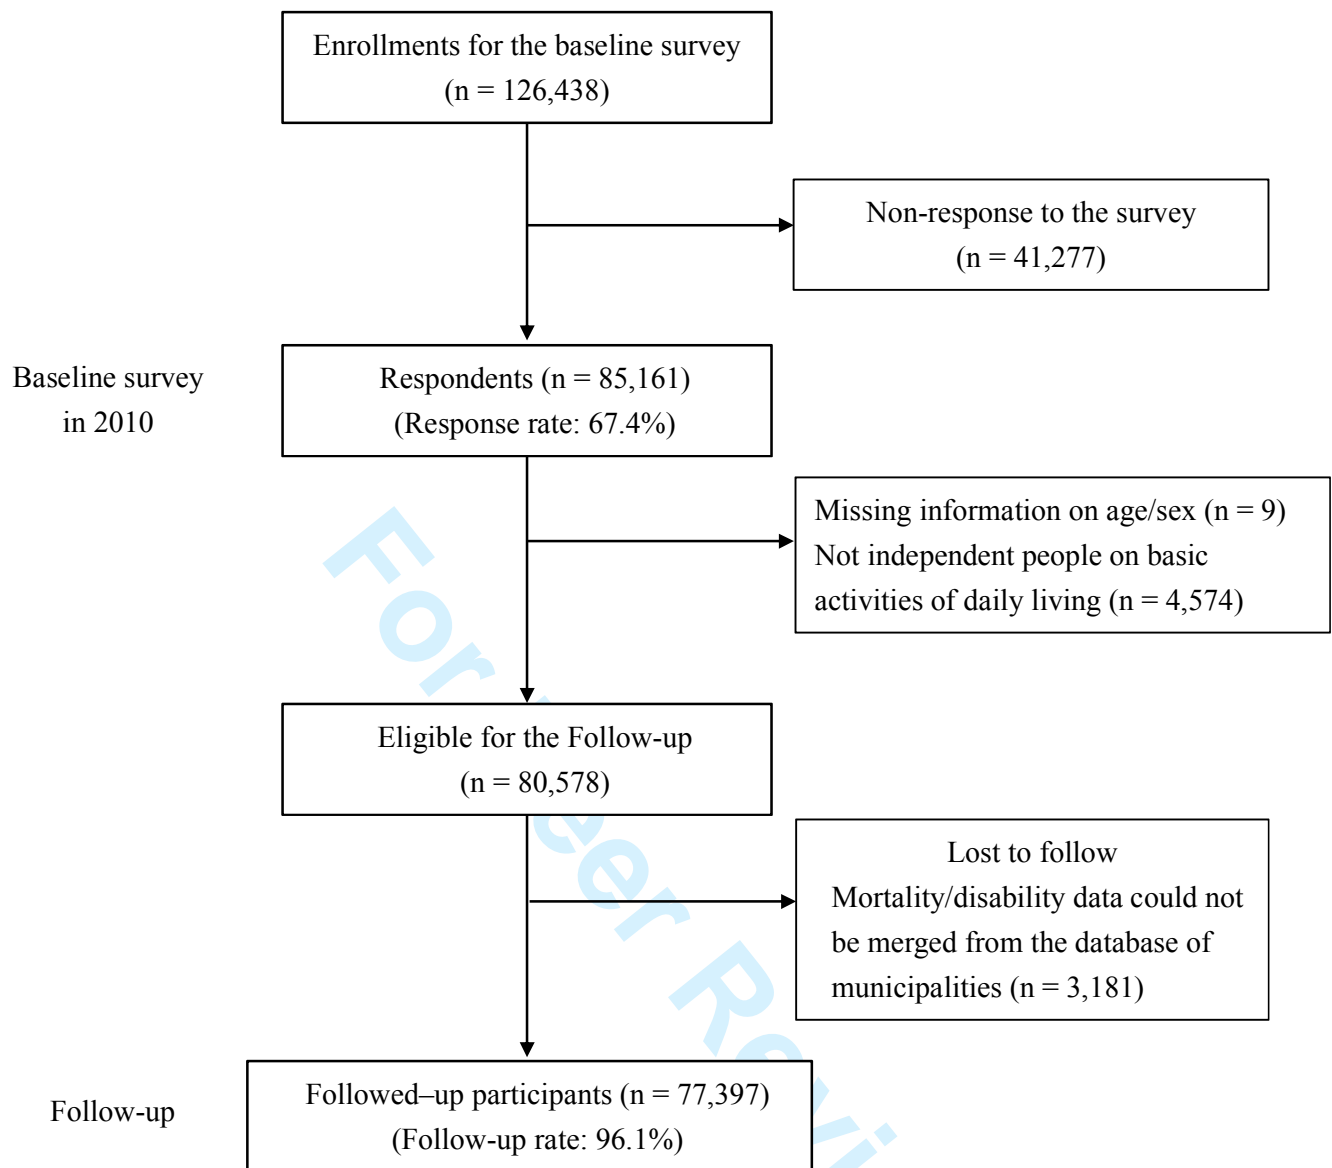 Enrollments for the baseline survey
(n = 126,438)
Non-response to the survey
(n = 41,277)
Baseline survey
in 2010
Respondents (n = 85,161)
(Response rate: 67.4%)
Missing information on age/sex (n = 9)
Not independent people on basic
activities of daily living (n = 4,574)
Eligible for the Follow-up
(n = 80,578)
Lost to follow
Mortality/disability data could not
be merged from the database of
municipalities (n = 3,181)
Follow-up
Followed–up participants (n = 77,397)
(Follow-up rate: 96.1%)
For